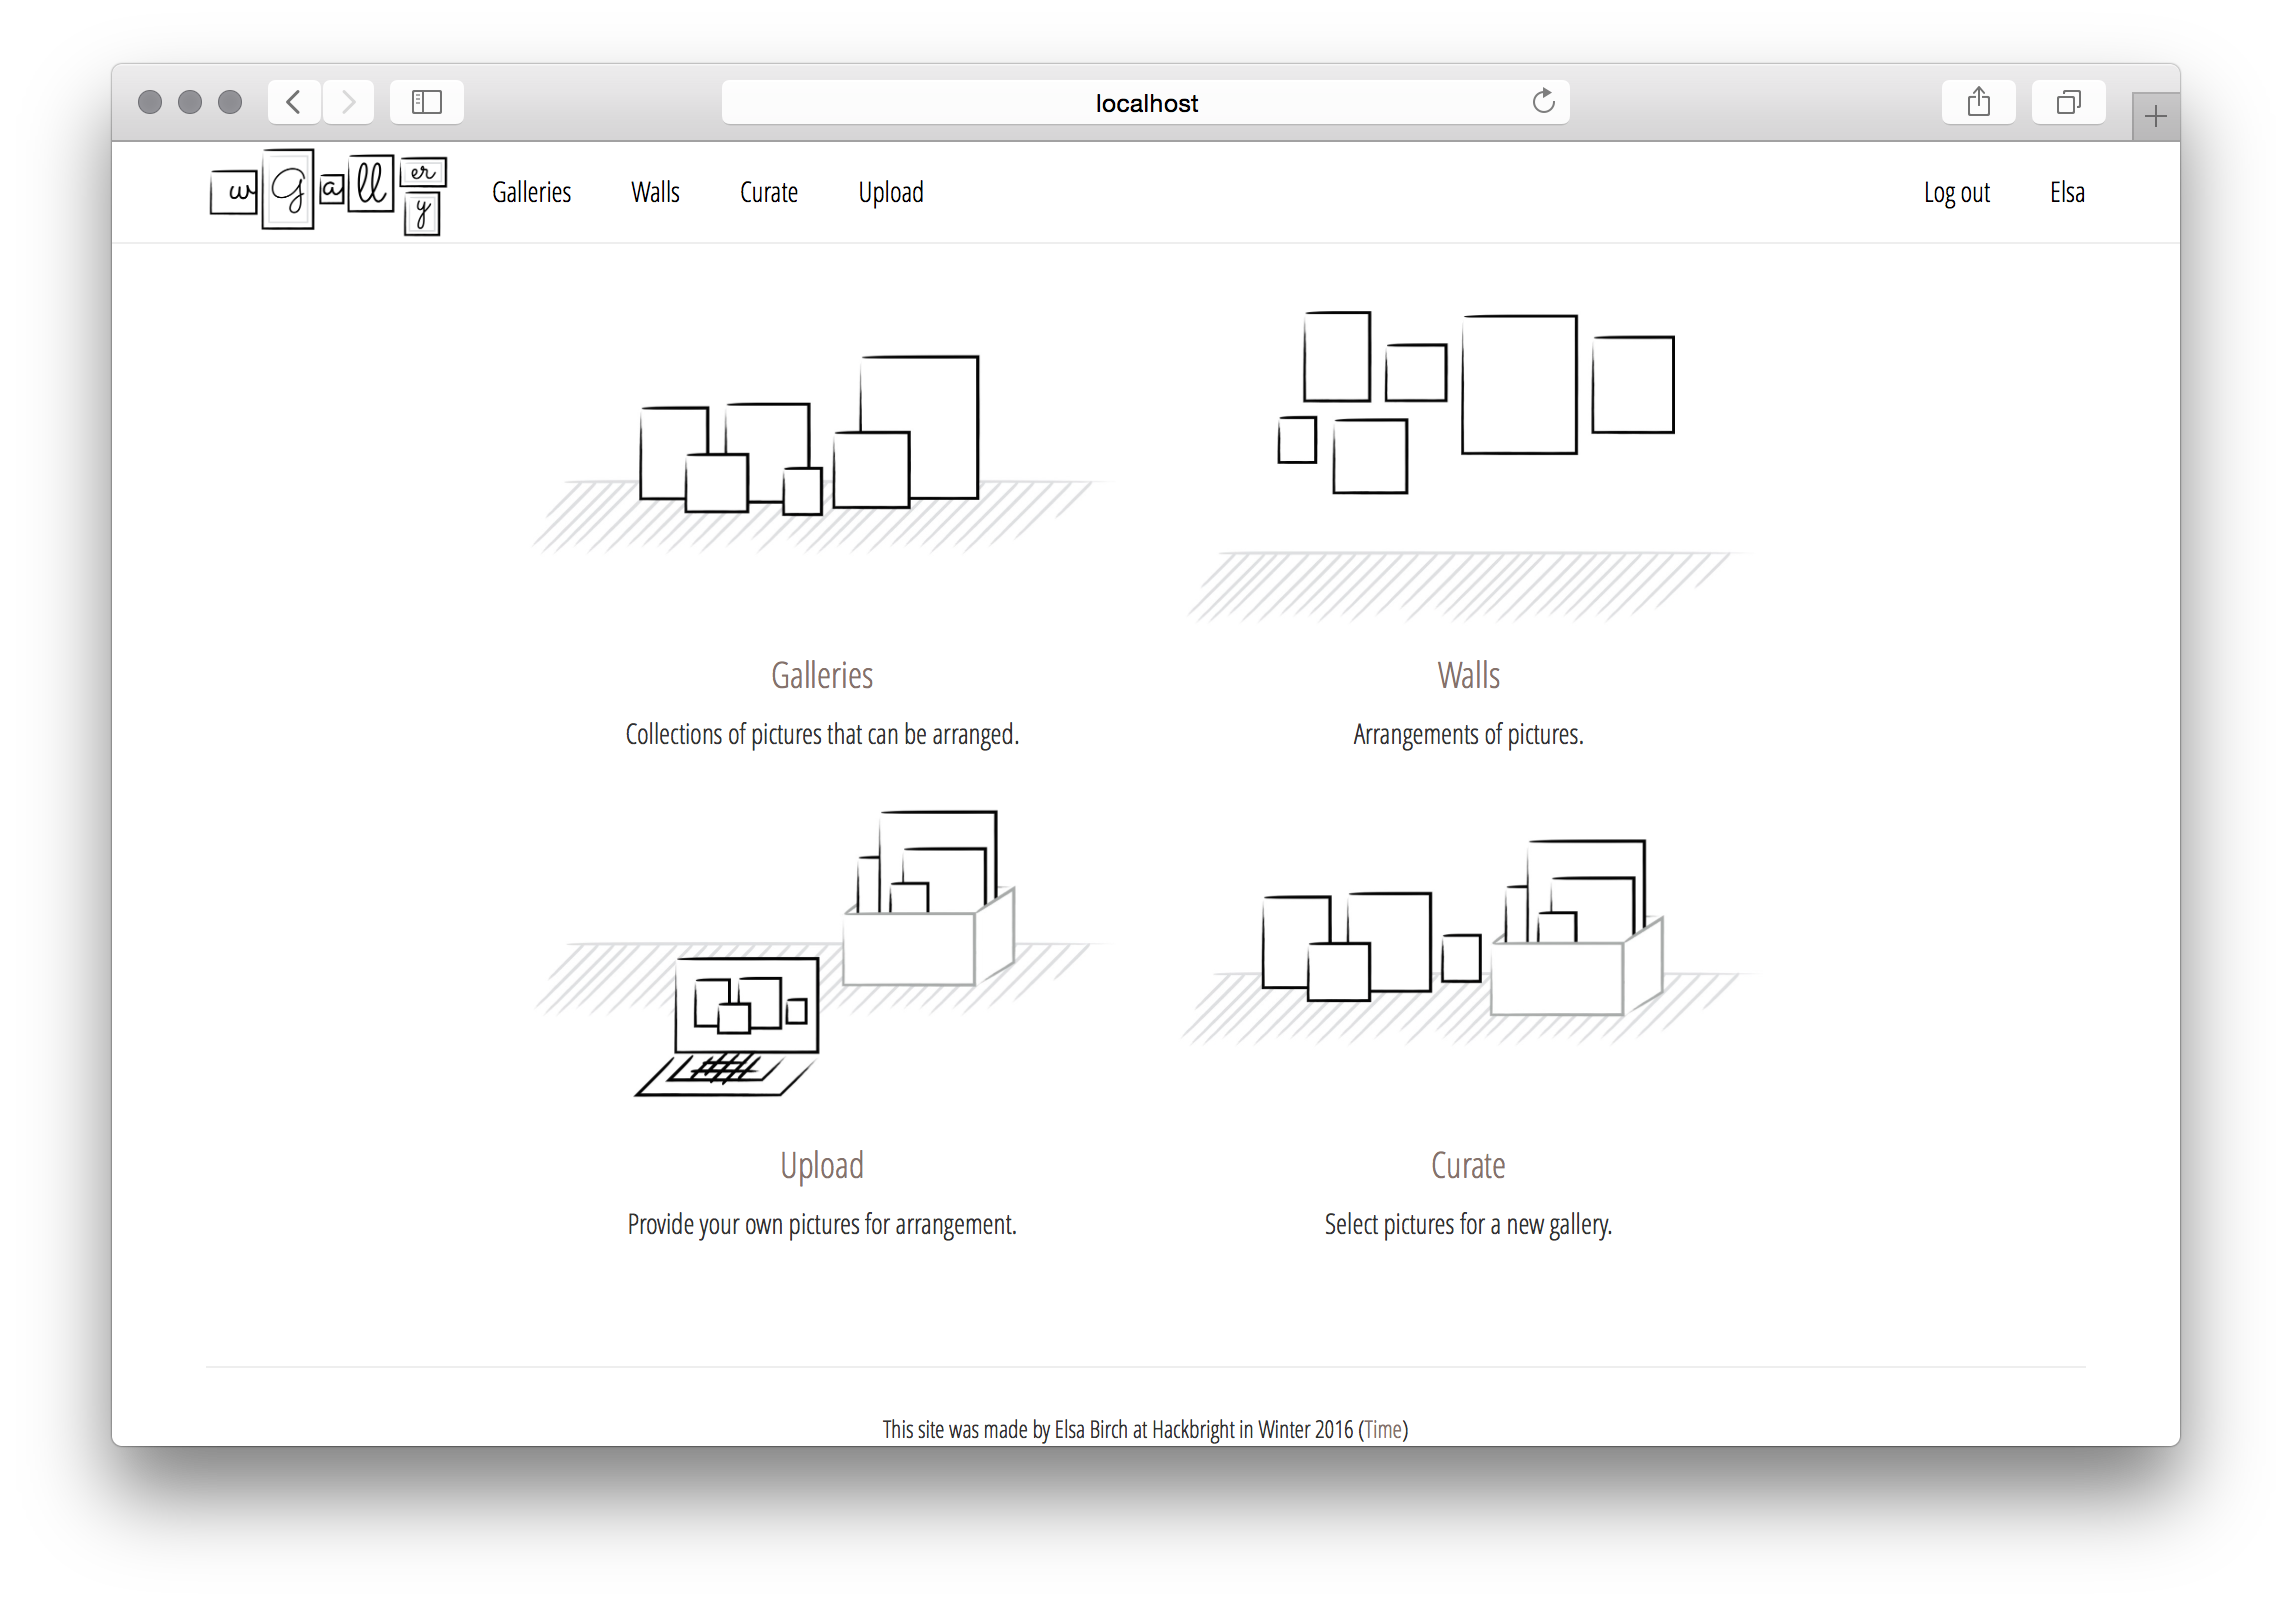 localhost
wGallery
Galleries Walls Curate Upload Log out Elsa
Galleries
Collections of pictures that can be arranged.
Walls
Arrangements of pictures.
Upload
Provide your own pictures for arrangement.
Curate
Select pictures for a new gallery.
This site was made by Elsa Birch at Hackbright in Winter 2016 (Time)